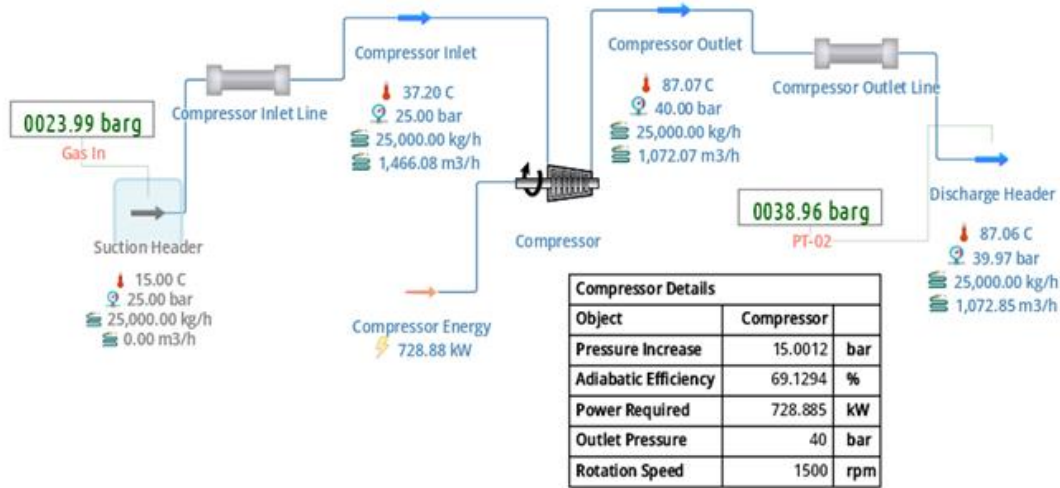 Compressor Inlet
37.20 C
25.00 bar
25,000.00 kg/h
1,466.08 m3/h
Compressor Outlet
87.07 C
40.00 bar
25,000.00 kg/h
1,072.07 m3/h
Compressor Inlet Line
Comrpessor Outlet Line
0023.99 barg
Gas In
Suction Header
15.00 C
25.00 bar
25,000.00 kg/h
0.00 m3/h
Compressor
Compressor Energy
728.88 kW
0038.96 barg
PT-02
Discharge Header
87.06 C
39.97 bar
25,000.00 kg/h
1,072.85 m3/h
Compressor Details
Object Compressor
Pressure Increase 15.0012 bar
Adiabatic Efficiency 69.1294 %
Power Required 728.885 kW
Outlet Pressure 40 bar
Rotation Speed 1500 rpm